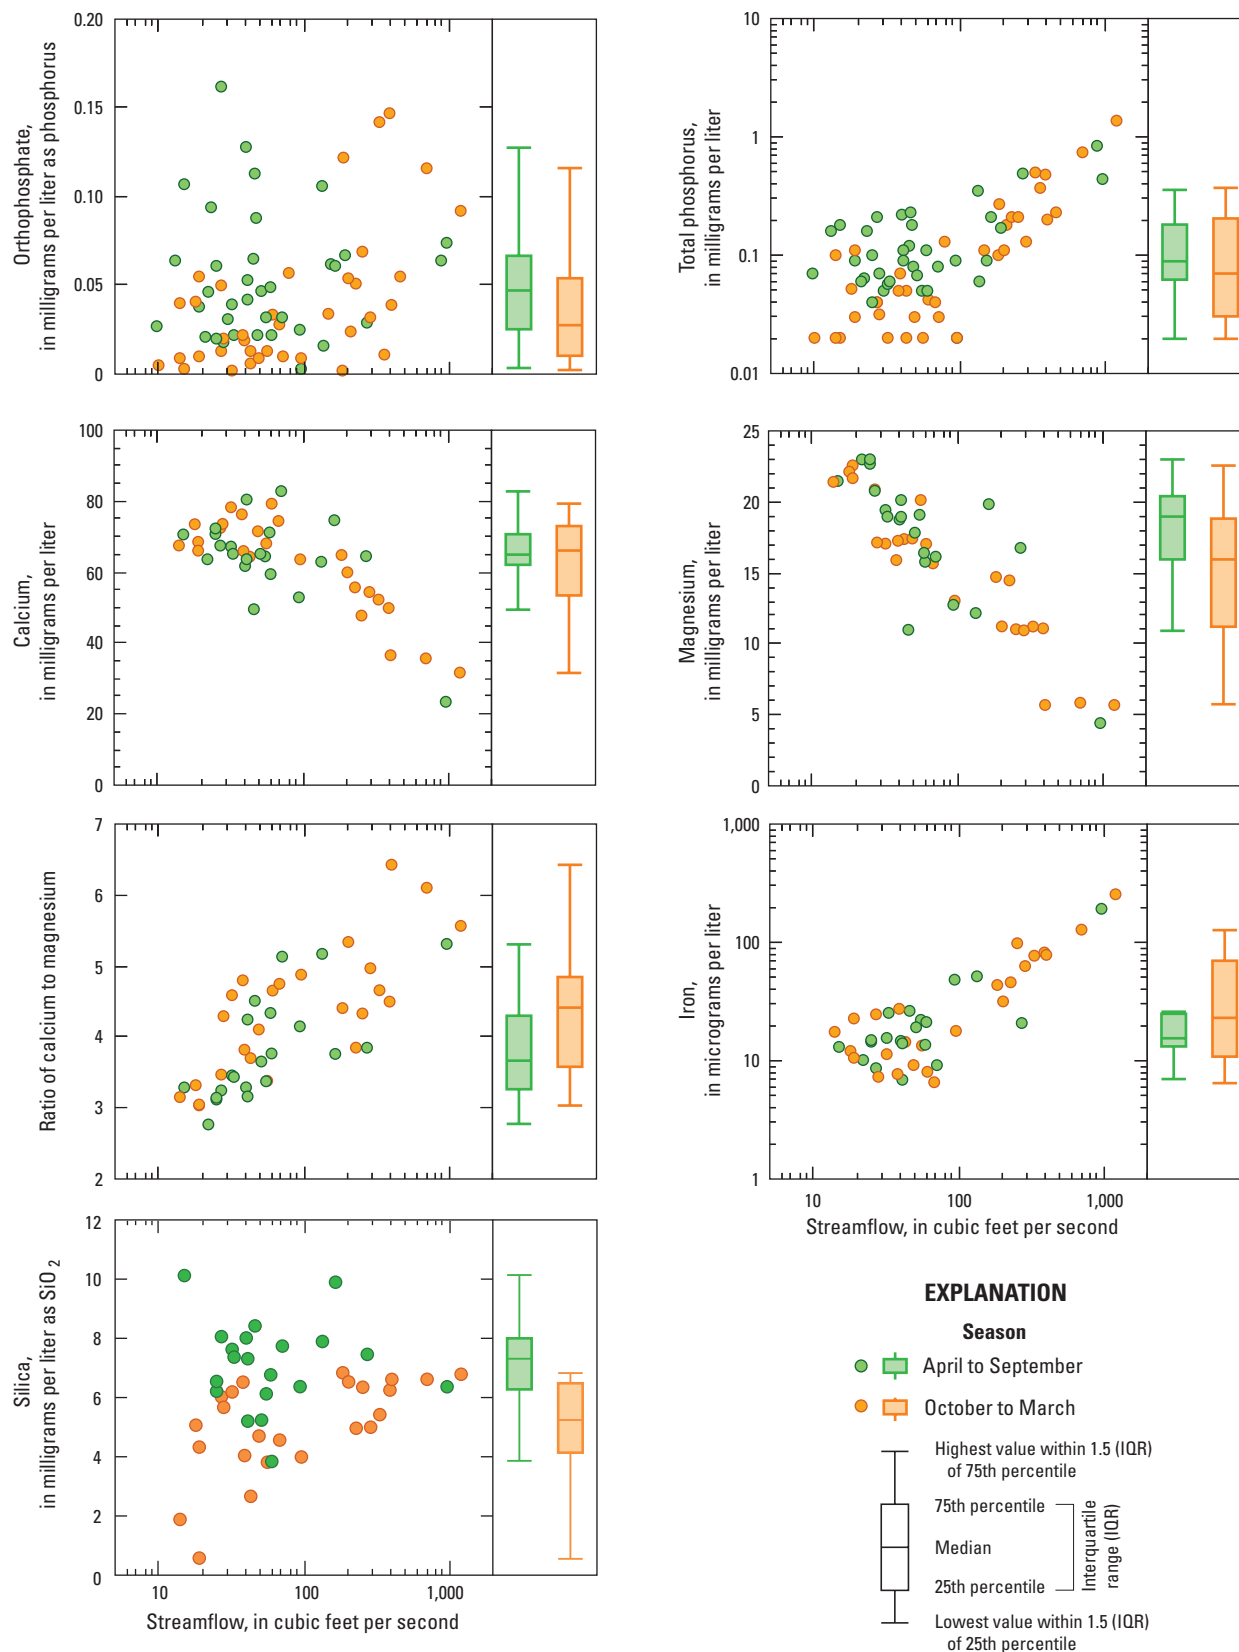 Orthophosphate,
in milligrams per liter as phosphorus
0.20
0.15
0.10
0.05
0
Total phosphorus,
in milligrams per liter
10
1
0.1
0.01
Calcium,
in milligrams per liter
100
80
60
40
20
0
Magnesium,
in milligrams per liter
25
20
15
10
5
0
Ratio of calcium to magnesium
7
6
5
4
3
2
Iron,
in micrograms per liter
1,000
100
10
1
10 100 1,000
Streamflow, in cubic feet per second
Silica,
in milligrams per liter as SiO2
12
10
8
6
4
2
0
10 100 1,000
Streamflow, in cubic feet per second
EXPLANATION
Season
April to September
October to March
Highest value within 1.5 (IQR)
of 75th percentile
75th percentile
Median
25th percentile
Interquartile
range (IQR)
Lowest value within 1.5 (IQR)
of 25th percentile